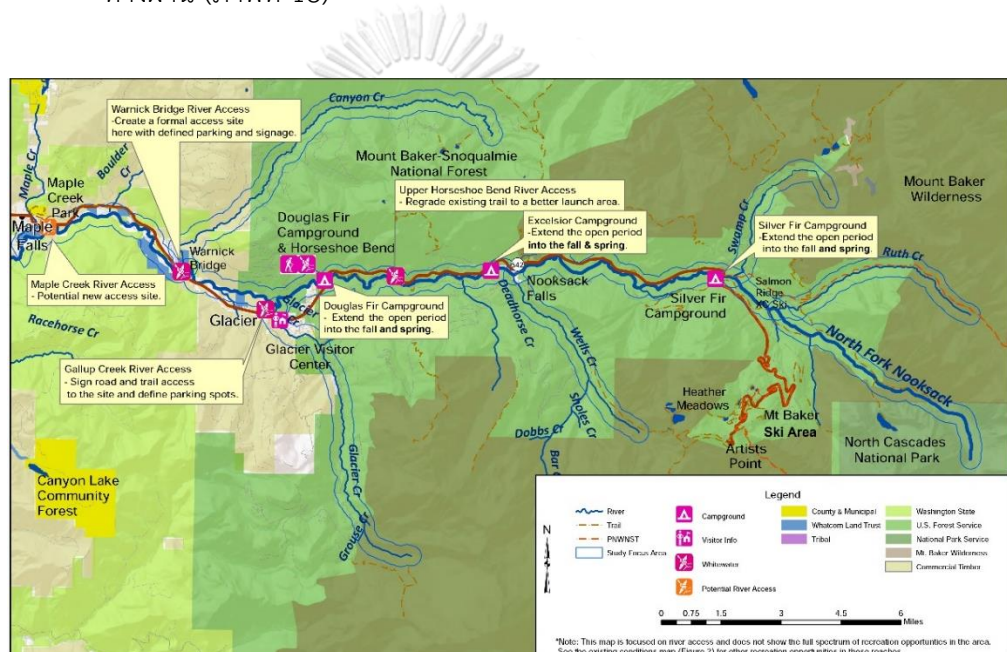 Warnick Bridge River Access
-Create a formal access site
here with defined parking and signage.
Canyon Cr
Maple Cr
Boulder
Cr
Mount Baker-Snoqualmie
National Forest
Mount Baker
Wilderness
Maple
Creek
Park
Maple
Falls
Upper Horseshoe Bend River Access
- Regrade existing trail to a better launch area.
Douglas Fir
Campground
& Horseshoe Bend
Excelsior Campground
-Extend the open period
into the fall & spring.
Silver Fir Campground
-Extend the open period
into the fall and spring.
Swamp Cr
Ruth Cr
Warnick
Bridge
542
Nooksack
Falls
Maple Creek River Access
- Potential new access site.
Silver Fir
Campground
Salmon
Ridge
XC Ski
Racehorse Cr
Glacier
Glacier
Cr
Douglas Fir Campground
- Extend the open period
into the fall and spring.
Deadhorse Cr
Wells Cr
North Fork Nooksack
Glacier Visitor
Center
Gallup Creek River Access
- Sign road and trail access
to the site and define parking spots.
Heather
Meadows
Mt Baker
Ski Area
Sholes Cr
Dobbs Cr
Bar
Artists
Point
North Cascades
National Park
Canyon Lake
Community
Forest
Glacier Cr
Grouse Cr
Legend
River
Trail
PNWNST
Study Focus Area
Campground
Visitor Info
Whitewater
Potential River Access
County & Municipal
Whatcom Land Trust
Tribal
Washington State
U.S. Forest Service
National Park Service
Mt. Baker Wilderness
Commercial Timber
N
0 0.75 1.5 3 4.5 6
Miles
*Note: This map is focused on river access and does not show the full spectrum of recreation opportunities in the area.
See the existing conditions map (Figure 2) for other recreation opportunities in these reaches.